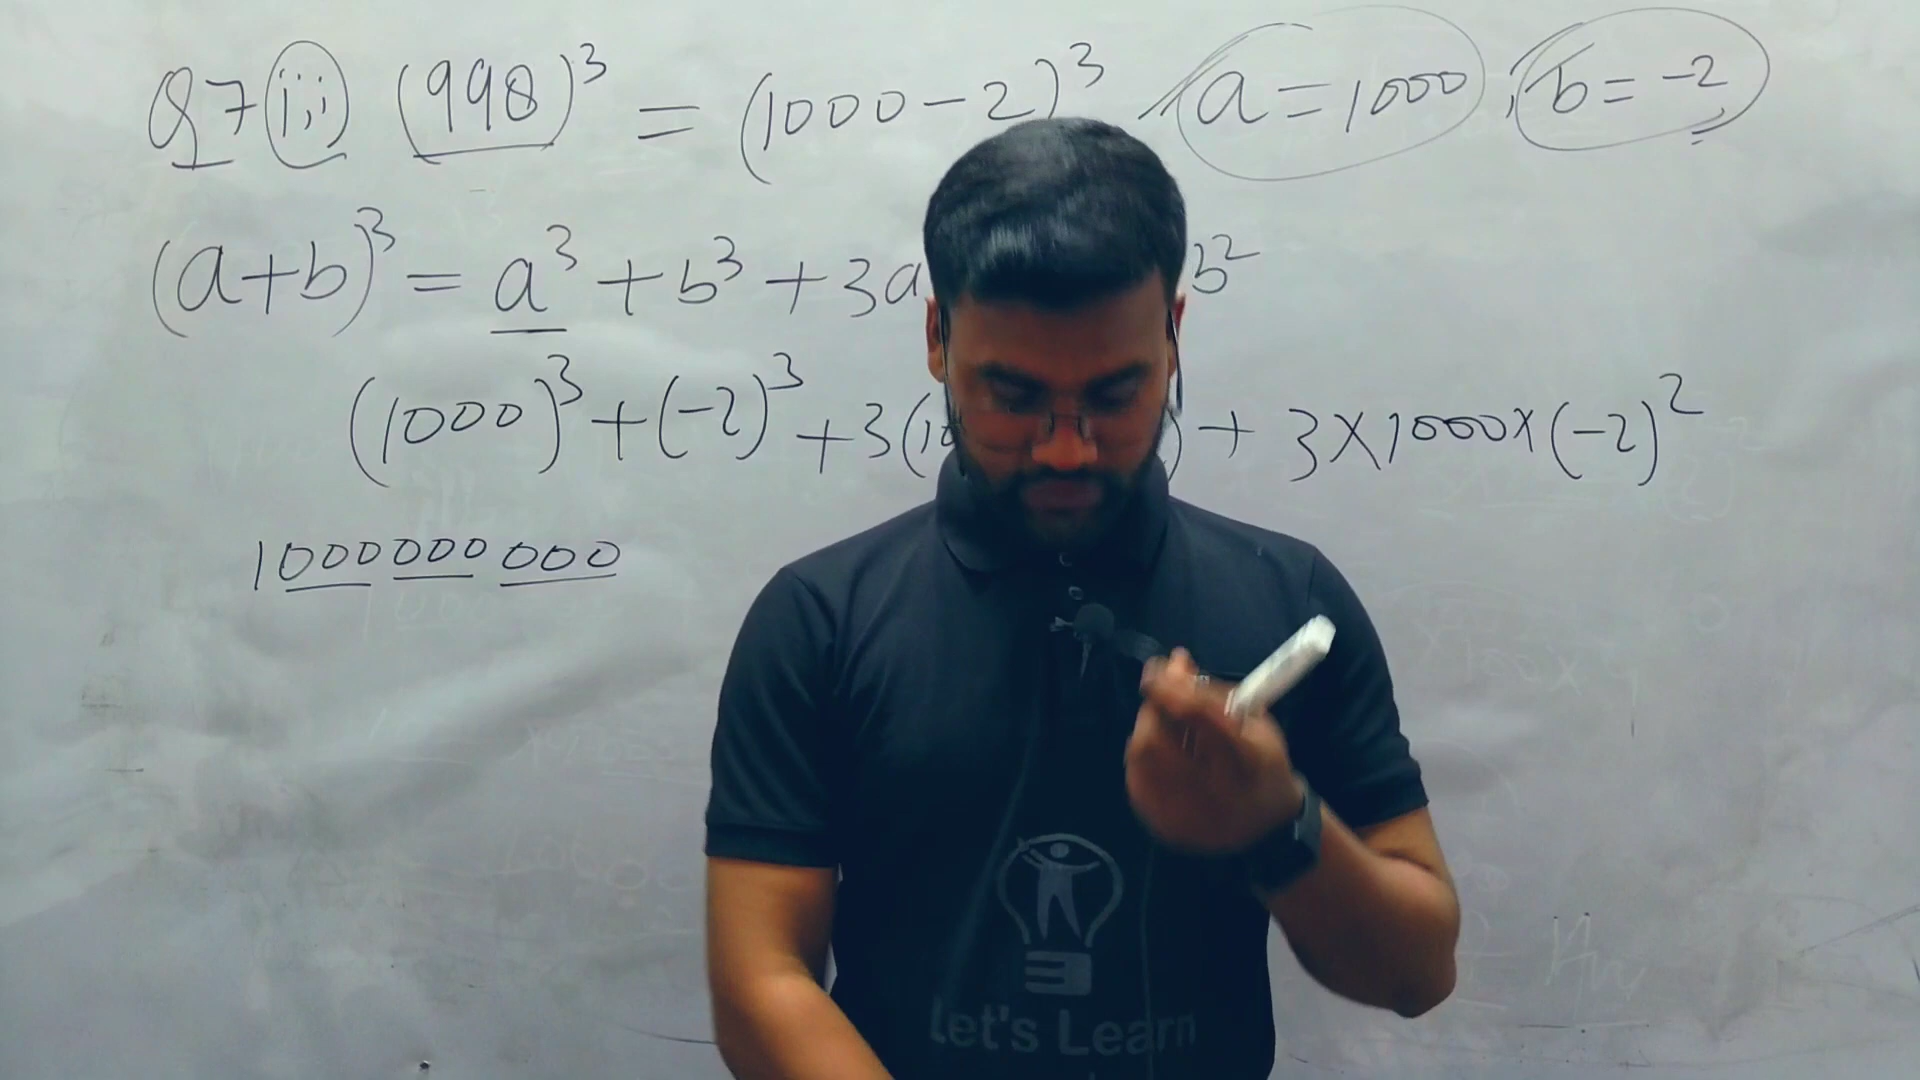 Q7 (iii) (998)³ = (1000 - 2)³ , a = 1000 ; b = -2
(a+b)³ = a³ + b³ + 3a b²
(1000)³ + (-2)³ + 3(10 ) + 3×1000×(-2)²
1000000000
Let's Learn